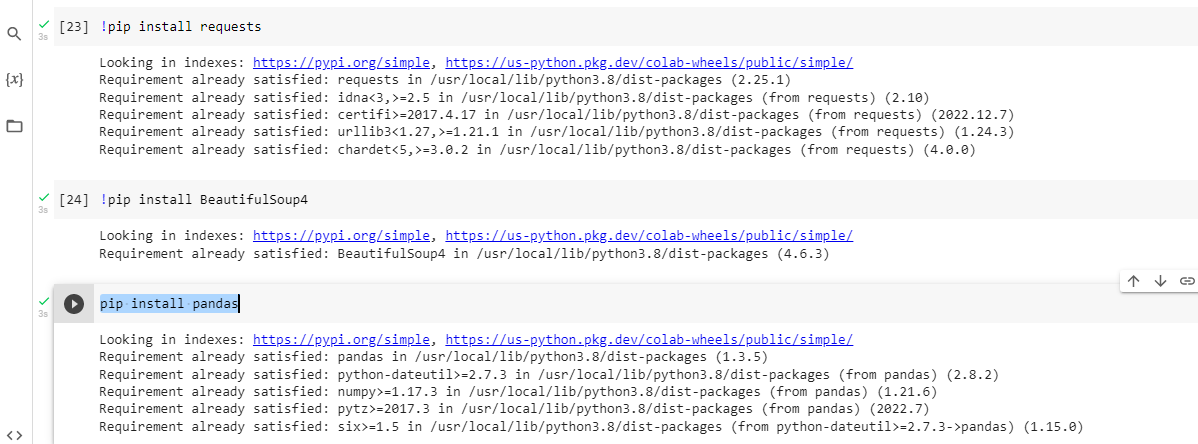 [23] !pip install requests
3s
Looking in indexes: https://pypi.org/simple, https://us-python.pkg.dev/colab-wheels/public/simple/
Requirement already satisfied: requests in /usr/local/lib/python3.8/dist-packages (2.25.1)
Requirement already satisfied: idna<3,>=2.5 in /usr/local/lib/python3.8/dist-packages (from requests) (2.10)
Requirement already satisfied: certifi>=2017.4.17 in /usr/local/lib/python3.8/dist-packages (from requests) (2022.12.7)
Requirement already satisfied: urllib3<1.27,>=1.21.1 in /usr/local/lib/python3.8/dist-packages (from requests) (1.24.3)
Requirement already satisfied: chardet<5,>=3.0.2 in /usr/local/lib/python3.8/dist-packages (from requests) (4.0.0)
[24] !pip install BeautifulSoup4
3s
Looking in indexes: https://pypi.org/simple, https://us-python.pkg.dev/colab-wheels/public/simple/
Requirement already satisfied: BeautifulSoup4 in /usr/local/lib/python3.8/dist-packages (4.6.3)
pip install pandas
3s
Looking in indexes: https://pypi.org/simple, https://us-python.pkg.dev/colab-wheels/public/simple/
Requirement already satisfied: pandas in /usr/local/lib/python3.8/dist-packages (1.3.5)
Requirement already satisfied: python-dateutil>=2.7.3 in /usr/local/lib/python3.8/dist-packages (from pandas) (2.8.2)
Requirement already satisfied: numpy>=1.17.3 in /usr/local/lib/python3.8/dist-packages (from pandas) (1.21.6)
Requirement already satisfied: pytz>=2017.3 in /usr/local/lib/python3.8/dist-packages (from pandas) (2022.7)
Requirement already satisfied: six>=1.5 in /usr/local/lib/python3.8/dist-packages (from python-dateutil>=2.7.3->pandas) (1.15.0)